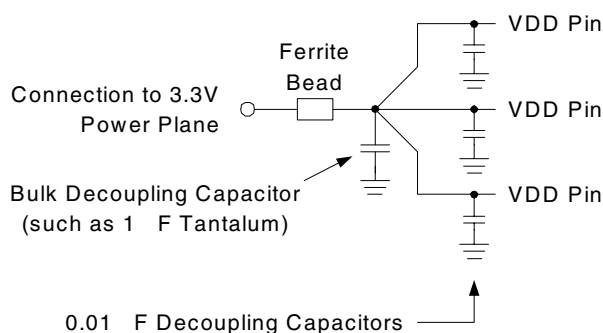 VDD Pin
Ferrite
Bead
Connection to 3.3V
Power Plane
VDD Pin
Bulk Decoupling Capacitor
(such as 1 F Tantalum)
VDD Pin
0.01 F Decoupling Capacitors